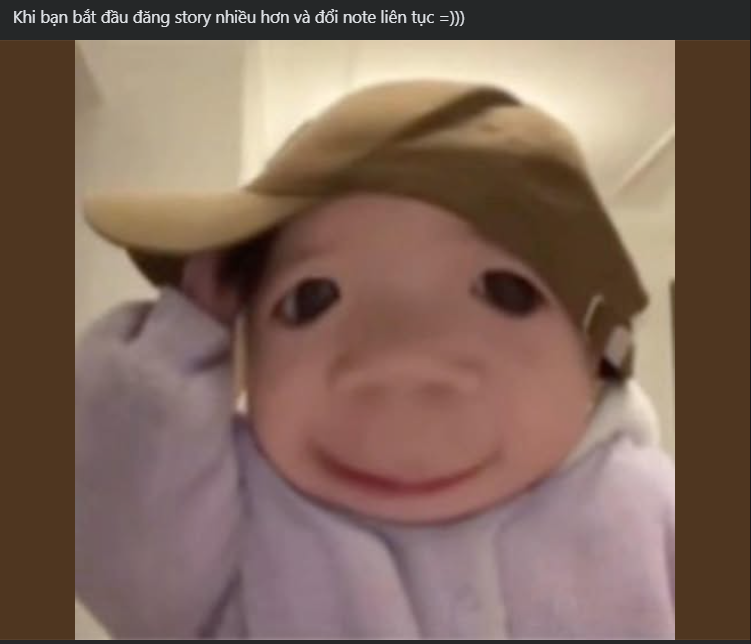 Khi bạn bắt đầu đăng story nhiều hơn và đổi note liên tục =)))